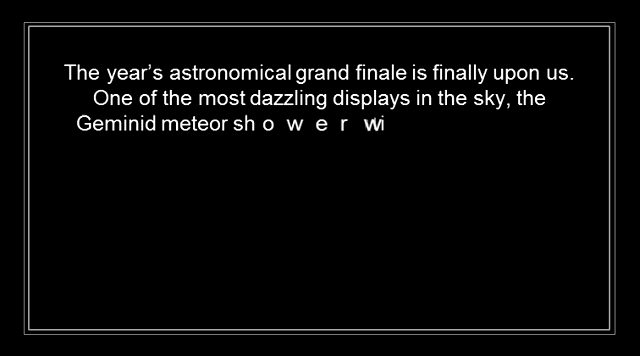 The year’s astronomical grand finale is finally upon us.
One of the most dazzling displays in the sky, the
Geminid meteor shower wi